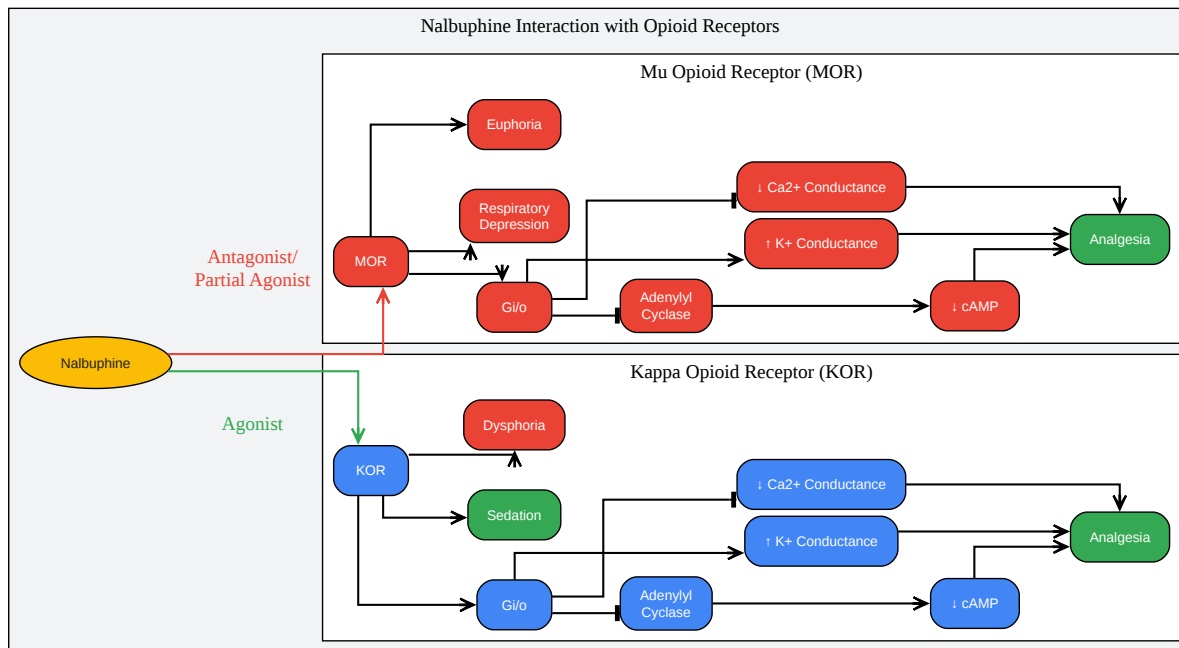 Nalbuphine Interaction with Opioid Receptors
Mu Opioid Receptor (MOR)
Euphoria
Respiratory
Depression
MOR
Gi/o
↓ Ca2+ Conductance
↑ K+ Conductance
Adenylyl
Cyclase
↓ cAMP
Analgesia
Antagonist/
Partial Agonist
Nalbuphine
Agonist
Kappa Opioid Receptor (KOR)
Dysphoria
KOR
Sedation
Gi/o
↓ Ca2+ Conductance
↑ K+ Conductance
Adenylyl
Cyclase
↓ cAMP
Analgesia